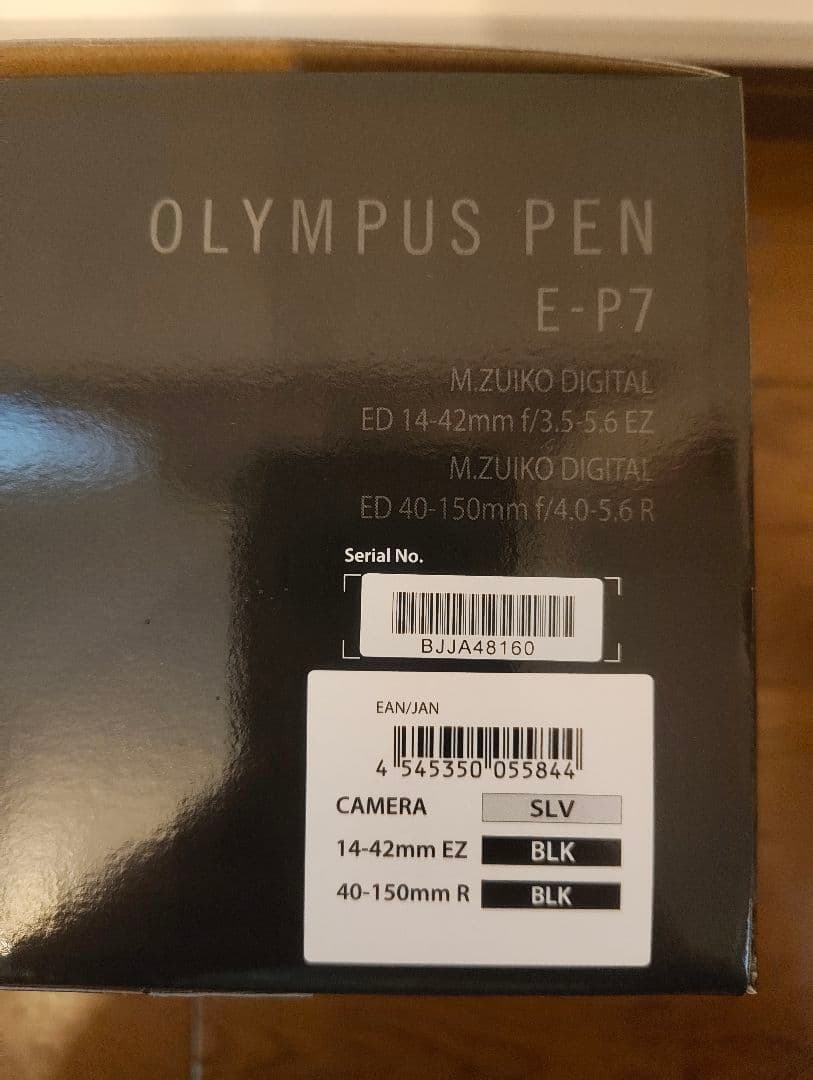 OLYMPUS PEN
E-P7
M.ZUIKO DIGITAL
ED 14-42mm f/3.5-5.6 EZ
M.ZUIKO DIGITAL
ED 40-150mm f/4.0-5.6 R
Serial No.
BJJA48160
EAN/JAN
4 545350 055844
CAMERA SLV
14-42mm EZ BLK
40-150mm R BLK